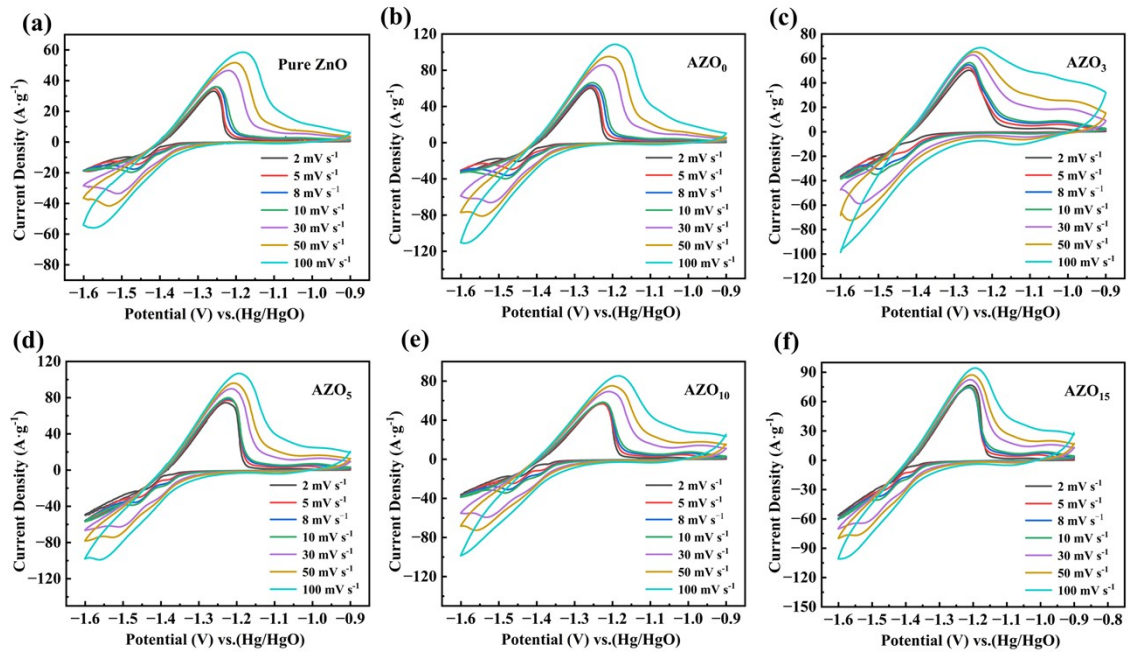 (a)
Pure ZnO
Current Density (A·g⁻¹)
60
40
20
0
−20
−40
−60
−80
2 mV s⁻¹
5 mV s⁻¹
8 mV s⁻¹
10 mV s⁻¹
30 mV s⁻¹
50 mV s⁻¹
100 mV s⁻¹
−1.6 −1.5 −1.4 −1.3 −1.2 −1.1 −1.0 −0.9
Potential (V) vs.(Hg/HgO)
(b)
AZO₀
Current Density (A·g⁻¹)
120
80
40
0
−40
−80
−120
2 mV s⁻¹
5 mV s⁻¹
8 mV s⁻¹
10 mV s⁻¹
30 mV s⁻¹
50 mV s⁻¹
100 mV s⁻¹
−1.6 −1.5 −1.4 −1.3 −1.2 −1.1 −1.0 −0.9
Potential (V) vs.(Hg/HgO)
(c)
AZO₃
Current Density (A·g⁻¹)
80
60
40
20
0
−20
−40
−60
−80
−100
−120
2 mV s⁻¹
5 mV s⁻¹
8 mV s⁻¹
10 mV s⁻¹
30 mV s⁻¹
50 mV s⁻¹
100 mV s⁻¹
−1.6 −1.5 −1.4 −1.3 −1.2 −1.1 −1.0 −0.9
Potential (V) vs.(Hg/HgO)
(d)
AZO₅
Current Density (A·g⁻¹)
120
80
40
0
−40
−80
−120
2 mV s⁻¹
5 mV s⁻¹
8 mV s⁻¹
10 mV s⁻¹
30 mV s⁻¹
50 mV s⁻¹
100 mV s⁻¹
−1.6 −1.5 −1.4 −1.3 −1.2 −1.1 −1.0 −0.9
Potential (V) vs.(Hg/HgO)
(e)
AZO₁₀
Current Density (A·g⁻¹)
80
40
0
−40
−80
−120
2 mV s⁻¹
5 mV s⁻¹
8 mV s⁻¹
10 mV s⁻¹
30 mV s⁻¹
50 mV s⁻¹
100 mV s⁻¹
−1.6 −1.5 −1.4 −1.3 −1.2 −1.1 −1.0 −0.9
Potential (V) vs.(Hg/HgO)
(f)
AZO₁₅
Current Density (A·g⁻¹)
90
60
30
0
−30
−60
−90
−120
−150
2 mV s⁻¹
5 mV s⁻¹
8 mV s⁻¹
10 mV s⁻¹
30 mV s⁻¹
50 mV s⁻¹
100 mV s⁻¹
−1.6 −1.5 −1.4 −1.3 −1.2 −1.1 −1.0 −0.9 −0.8
Potential (V) vs.(Hg/HgO)